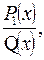 P₁(x)
Q(x) ,